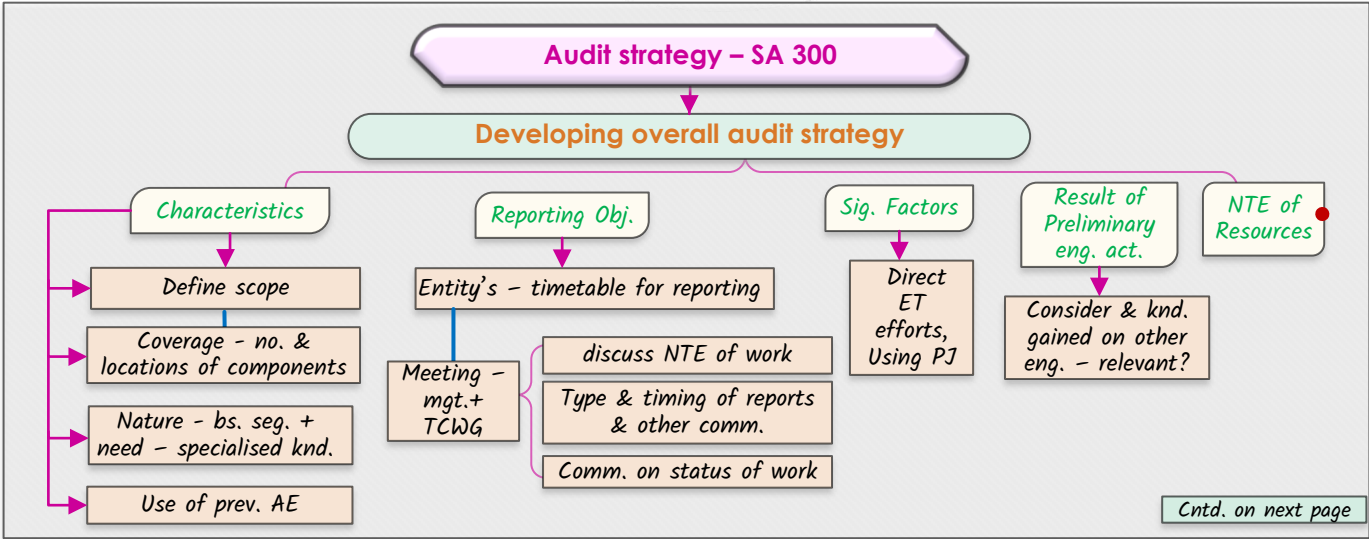 Audit strategy – SA 300
Developing overall audit strategy
Characteristics
Define scope
Coverage - no. &
locations of components
Nature - bs. seg. +
need – specialised knd.
Use of prev. AE
Reporting Obj.
Entity's – timetable for reporting
Meeting –
mgt.+
TCWG
discuss NTE of work
Type & timing of reports
& other comm.
Comm. on status of work
Sig. Factors
Direct
ET
efforts,
Using PJ
Result of
Preliminary
eng. act.
Consider & knd.
gained on other
eng. – relevant?
NTE of
Resources
Cntd. on next page